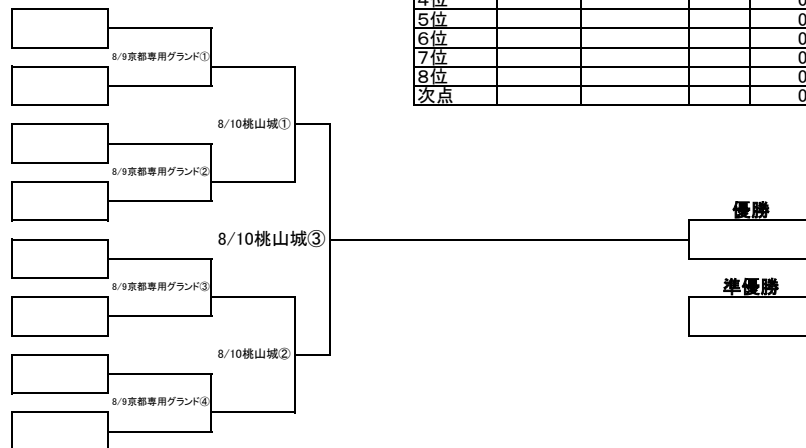 4位 0
5位 0
6位 0
7位 0
8位 0
次点 0
8/9京都専用グランド①
8/10桃山城①
8/9京都専用グランド②
優勝
8/10桃山城③
準優勝
8/9京都専用グランド③
8/10桃山城②
8/9京都専用グランド④